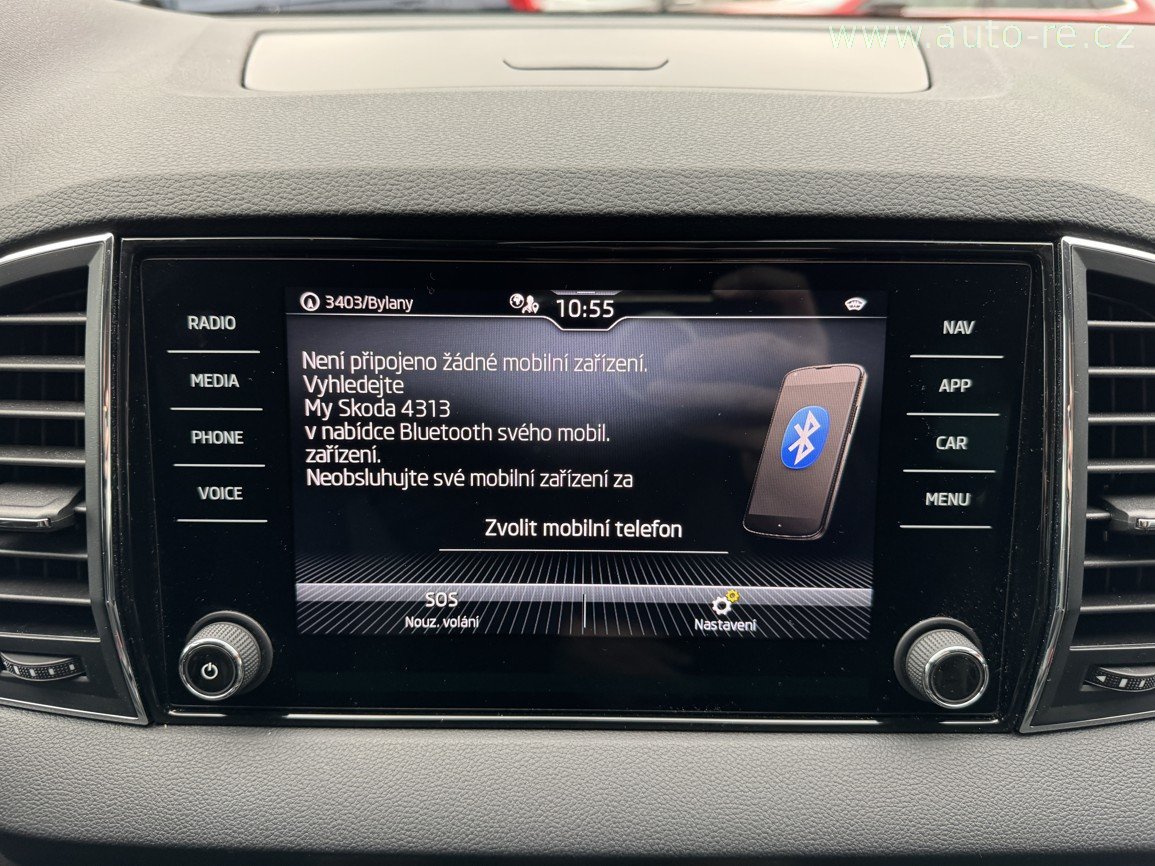 www.auto-re.cz
3403/Bylany
10:55
RADIO
MEDIA
PHONE
VOICE
Není připojeno žádné mobilní zařízení.
Vyhledejte
My Skoda 4313
v nabídce Bluetooth svého mobil.
zařízení.
Neobsluhujte své mobilní zařízení za
Zvolit mobilní telefon
SOS
Nouz. volání
Nastavení
NAV
APP
CAR
MENU